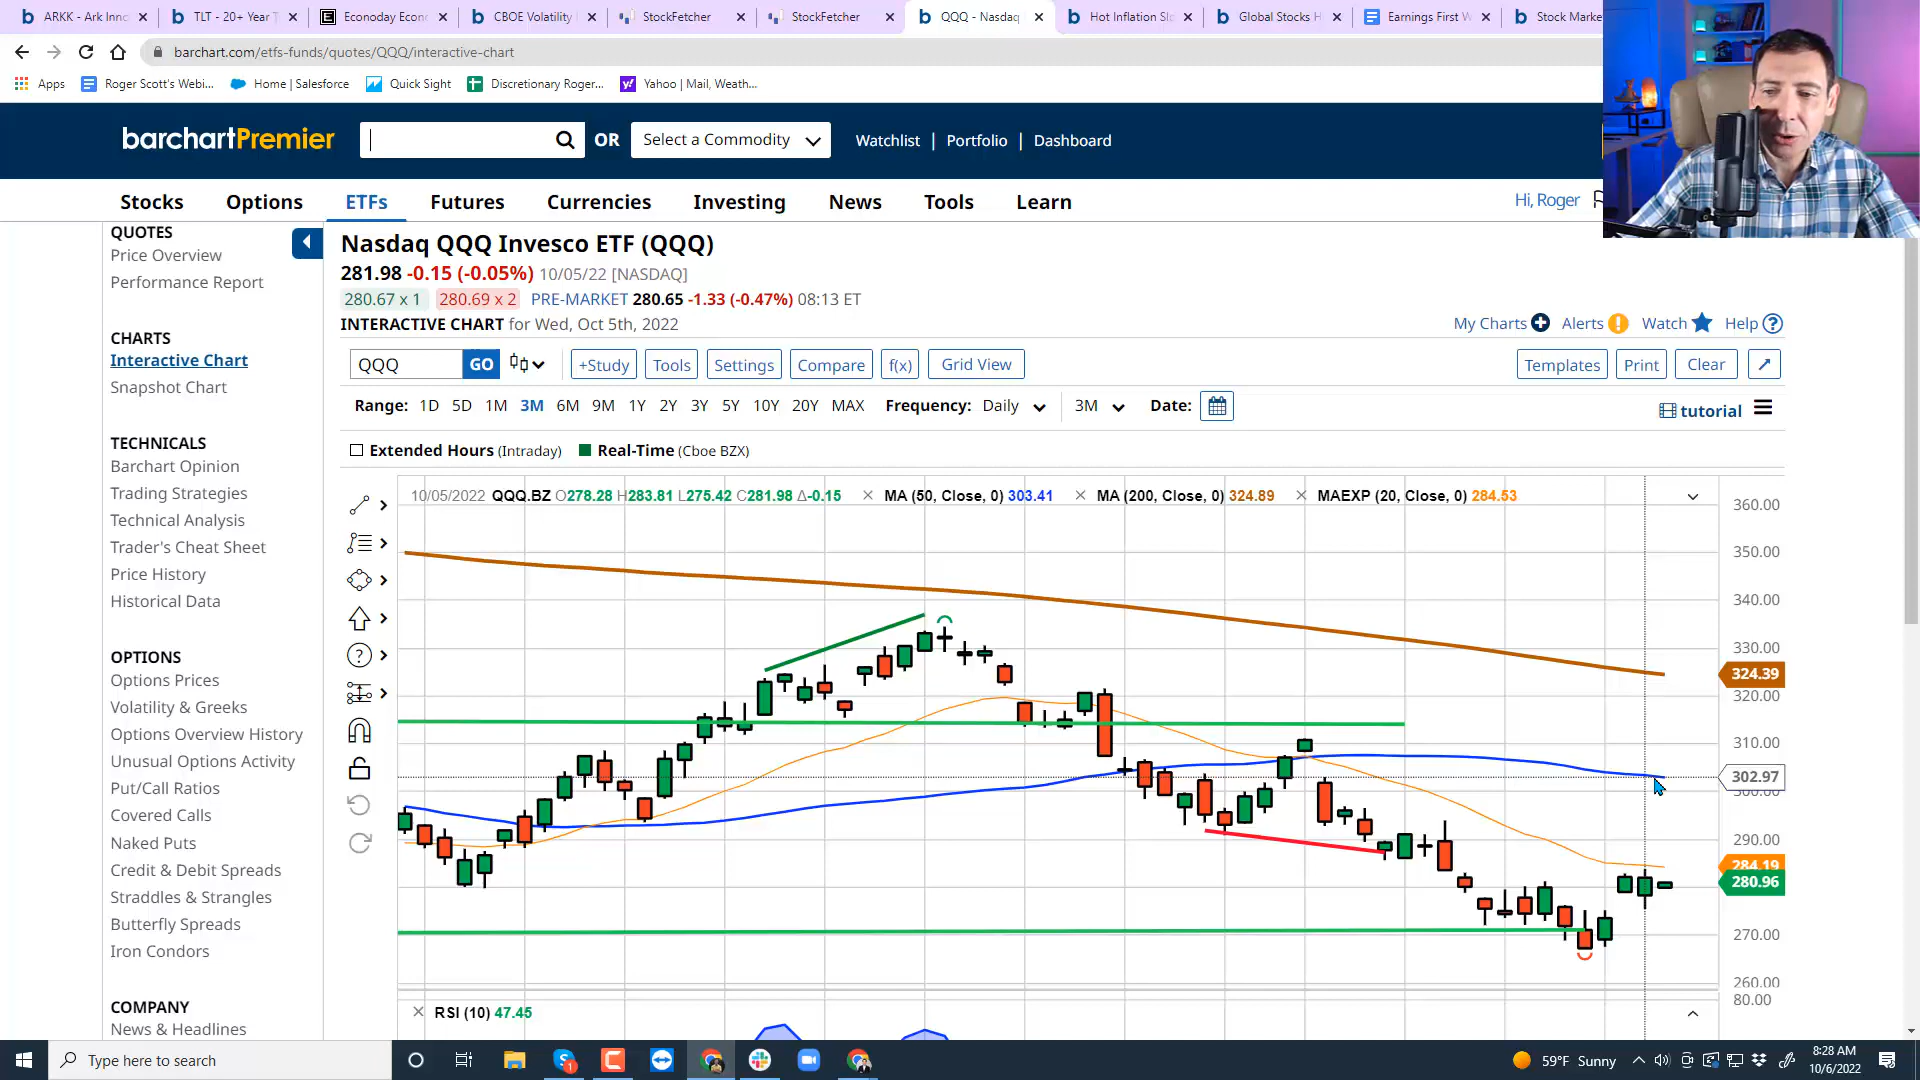 ARKK - Ark Inno
TLT - 20+ Year T
Econoday Econ
CBOE Volatility
StockFetcher
StockFetcher
QQQ - Nasdaq
Hot Inflation Sl
Global Stocks
Earnings First W
Stock Marke
barchart.com/etfs-funds/quotes/QQQ/interactive-chart
Apps
Roger Scott's Webi...
Home | Salesforce
Quick Sight
Discretionary Roger...
Yahoo | Mail, Weath...
barchartPremier
OR
Select a Commodity
Watchlist | Portfolio | Dashboard
Stocks Options ETFs Futures Currencies Investing News Tools Learn
Hi, Roger
QUOTES
Price Overview
Performance Report
CHARTS
Interactive Chart
Snapshot Chart
TECHNICALS
Barchart Opinion
Trading Strategies
Technical Analysis
Trader's Cheat Sheet
Price History
Historical Data
OPTIONS
Options Prices
Volatility & Greeks
Options Overview History
Unusual Options Activity
Put/Call Ratios
Covered Calls
Naked Puts
Credit & Debit Spreads
Straddles & Strangles
Butterfly Spreads
Iron Condors
COMPANY
News & Headlines
Nasdaq QQQ Invesco ETF (QQQ)
281.98 -0.15 (-0.05%) 10/05/22 [NASDAQ]
280.67 x 1 280.69 x 2 PRE-MARKET 280.65 -1.33 (-0.47%) 08:13 ET
INTERACTIVE CHART for Wed, Oct 5th, 2022
My Charts Alerts Watch Help
QQQ GO +Study Tools Settings Compare f(x) Grid View Templates Print Clear
Range: 1D 5D 1M 3M 6M 9M 1Y 2Y 3Y 5Y 10Y 20Y MAX Frequency: Daily 3M Date: tutorial
Extended Hours (Intraday) Real-Time (Cboe BZX)
10/05/2022 QQQ.BZ O278.28 H283.81 L275.42 C281.98 Δ-0.15 MA (50, Close, 0) 303.41 MA (200, Close, 0) 324.89 MAEXP (20, Close, 0) 284.53
360.00
350.00
340.00
330.00
324.39
320.00
310.00
302.97
300.00
290.00
284.19
280.96
270.00
260.00
80.00
RSI (10) 47.45
Type here to search
59°F Sunny
8:28 AM
10/6/2022